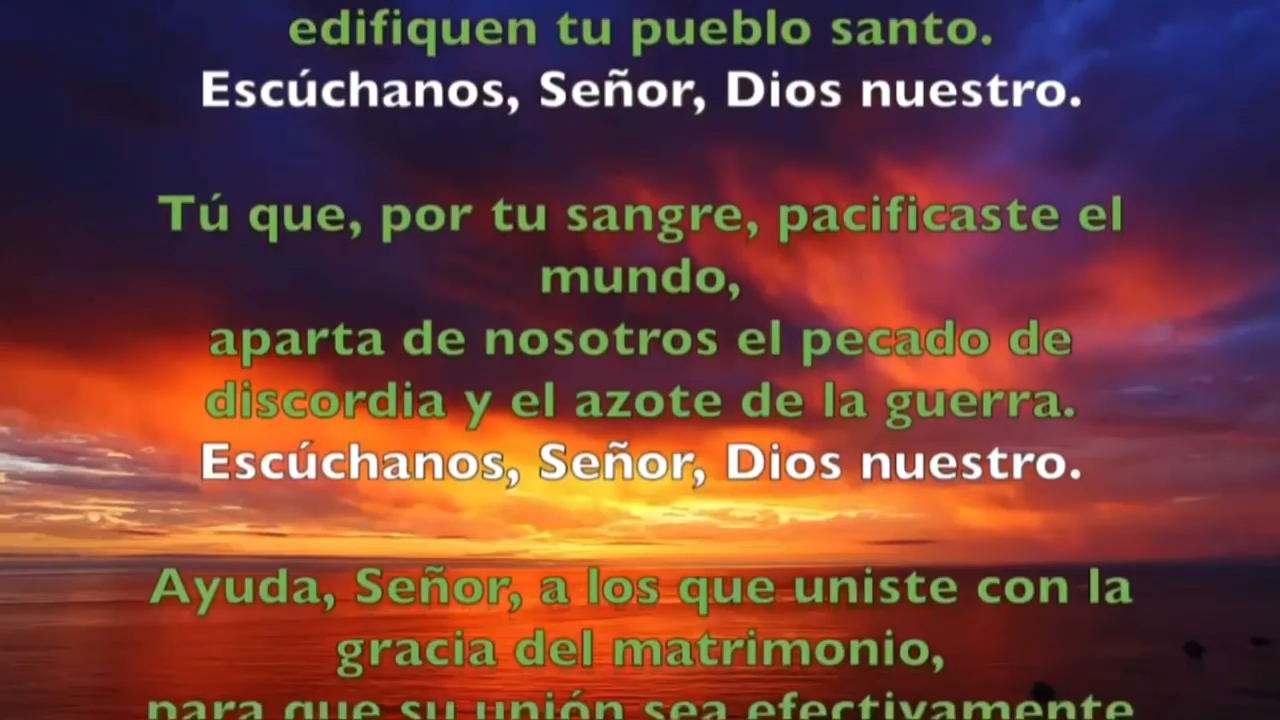 edifiquen tu pueblo santo.
Escúchanos, Señor, Dios nuestro.
Tú que, por tu sangre, pacificaste el
mundo,
aparta de nosotros el pecado de
discordia y el azote de la guerra.
Escúchanos, Señor, Dios nuestro.
Ayuda, Señor, a los que uniste con la
gracia del matrimonio,
para que su unión sea efectivamente